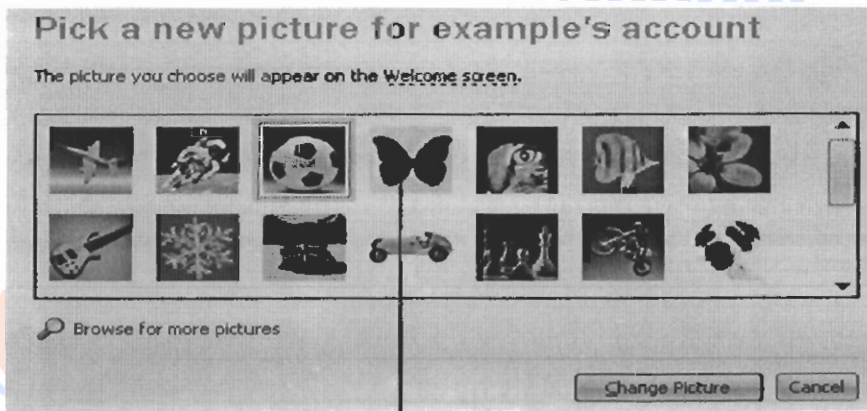 Pick a new picture for example's account
The picture you choose will appear on the Welcome screen.
Browse for more pictures
Change Picture
Cancel